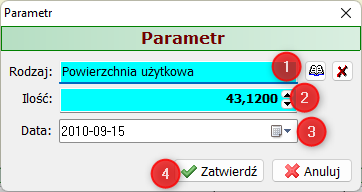 Parametr
Parametr
Rodzaj: Powierzchnia użytkowa 1
Ilość: 43,1200 2
Data: 2010-09-15 3
4 Zatwierdź Anuluj